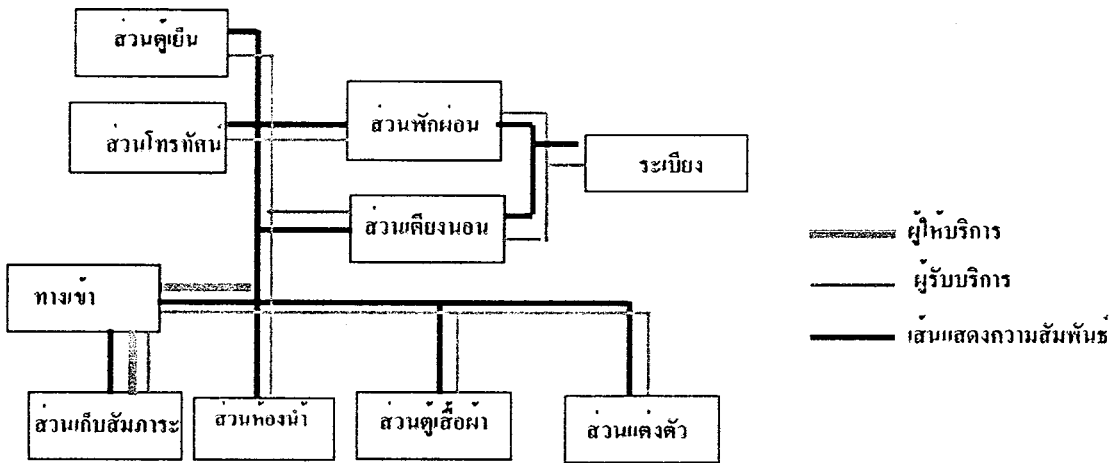 ส่วนตู้เย็น
ส่วนโทรทัศน์
ส่วนพักผ่อน
ระเบียง
ส่วนเตียงนอน
ผู้ให้บริการ
ทางเข้า
ผู้รับบริการ
เส้นแสดงความสัมพันธ์
ส่วนเก็บสัมภาระ
ส่วนห้องน้ำ
ส่วนตู้เสื้อผ้า
ส่วนแต่งตัว